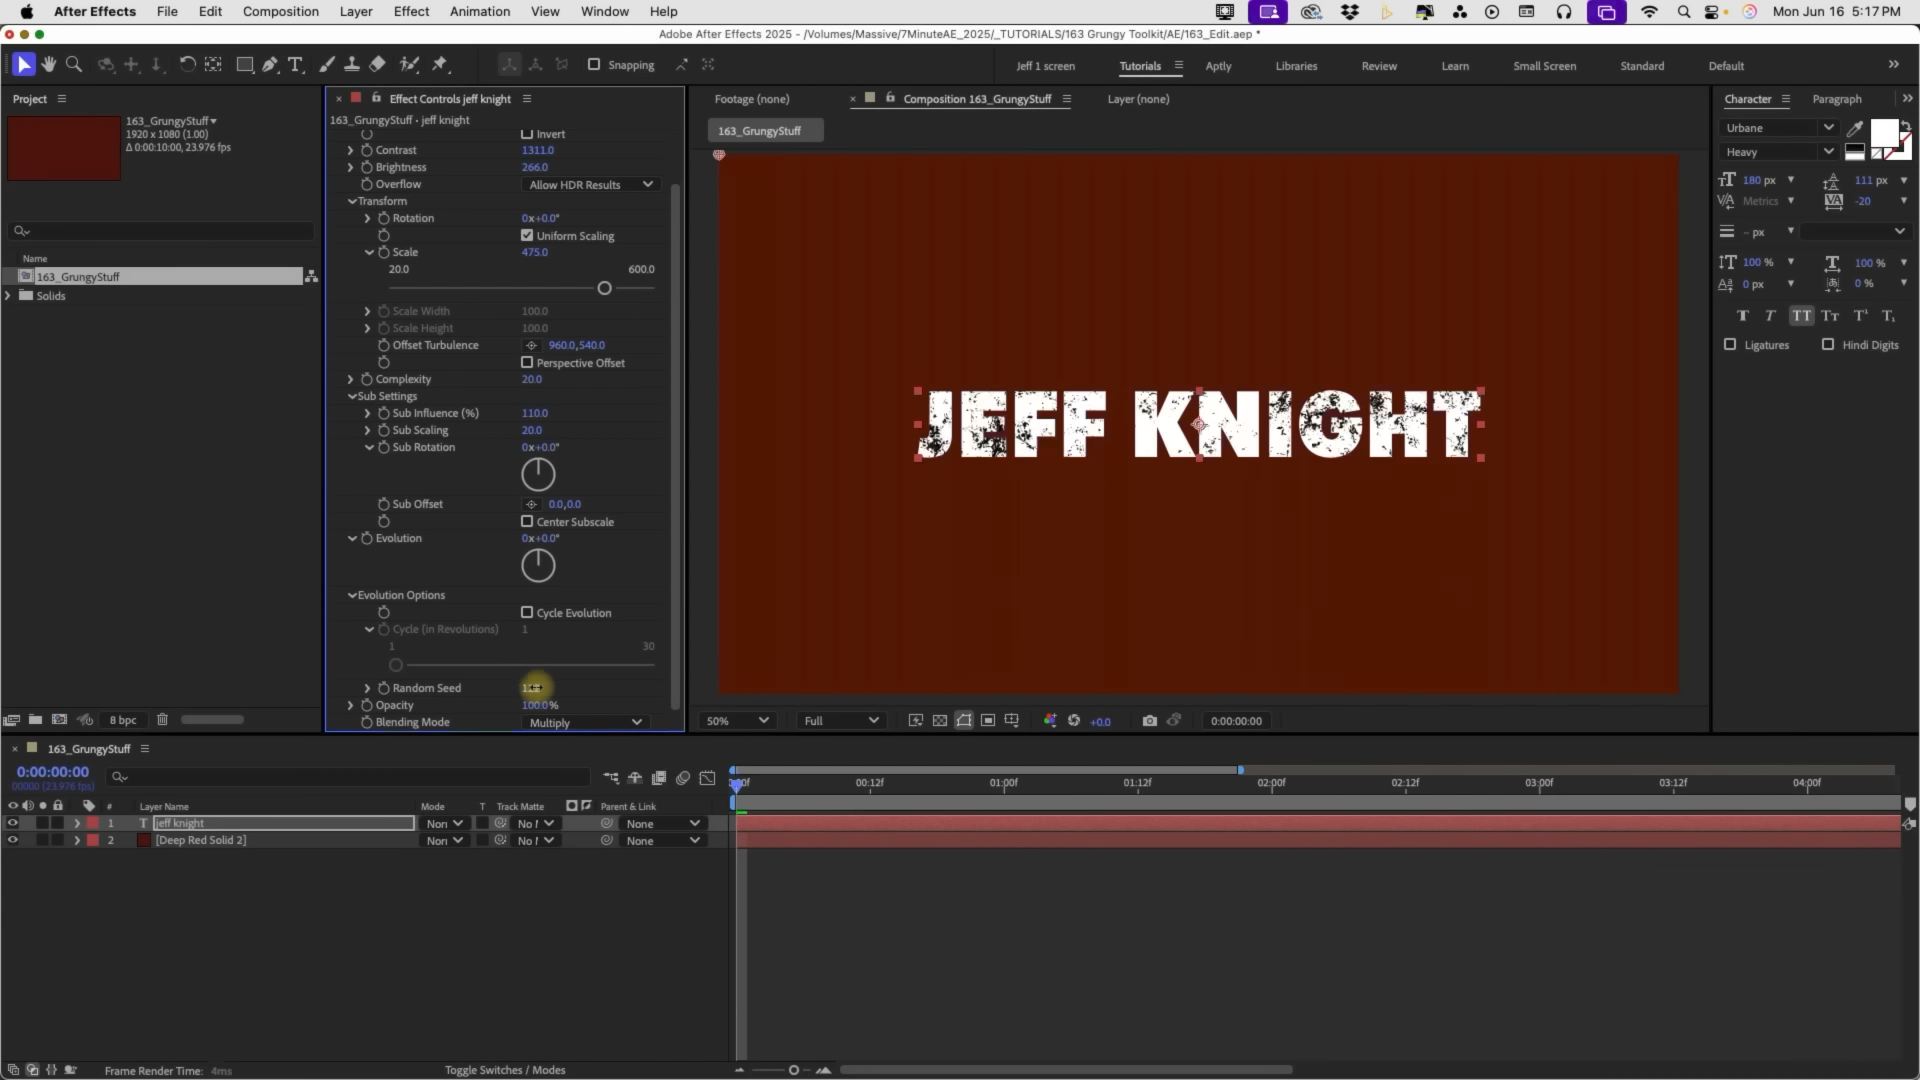 After Effects File Edit Composition Layer Effect Animation View Window Help Mon Jun 16 5:17 PM
Adobe After Effects 2025 - /Volumes/Massive/7MinuteAE_2025/_TUTORIALS/163 Grungy Toolkit/AE/163_Edit.aep *
Snapping Jeff 1 screen Tutorials Aptly Libraries Review Learn Small Screen Standard Default
Project
163_GrungyStuff
1920 x 1080 (1.00)
Δ 0:00:10:00, 23.976 fps
Name
163_GrungyStuff
Solids
8 bpc
Effect Controls jeff knight
163_GrungyStuff • jeff knight
Invert
Contrast 1311.0
Brightness 266.0
Overflow Allow HDR Results
Transform
Rotation 0x+0.0°
Uniform Scaling
Scale 475.0
20.0 600.0
Scale Width 100.0
Scale Height 100.0
Offset Turbulence 960.0,540.0
Perspective Offset
Complexity 20.0
Sub Settings
Sub Influence (%) 110.0
Sub Scaling 20.0
Sub Rotation 0x+0.0°
Sub Offset 0.0,0.0
Center Subscale
Evolution 0x+0.0°
Evolution Options
Cycle Evolution
Cycle (in Revolutions) 1
1 30
Random Seed
Opacity 100.0%
Blending Mode Multiply
Footage (none) Composition 163_GrungyStuff Layer (none)
163_GrungyStuff
JEFF KNIGHT
50% Full +0.0 0:00:00:00
Character Paragraph
Urbane
Heavy
180 px 111 px
Metrics -20
- px
100 % 100 %
0 px 0 %
Ligatures Hindi Digits
163_GrungyStuff
0:00:00:00
00000 (23.976 fps)
00:12f 01:00f 01:12f 02:00f 02:12f 03:00f 03:12f 04:00f
# Layer Name Mode T Track Matte Parent & Link
1 T jeff knight None
2 [Deep Red Solid 2] None
Frame Render Time: 4ms Toggle Switches / Modes